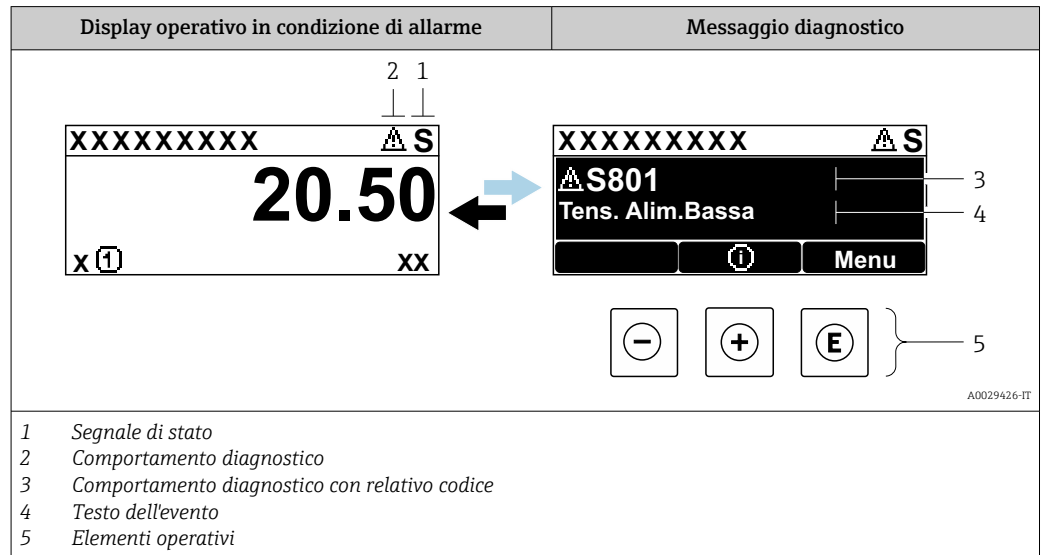 Display operativo in condizione di allarme
Messaggio diagnostico
2 1
XXXXXXXXX ⚠ S
20.50
x 1 xx
XXXXXXXXX ⚠ S
⚠S801
Tens. Alim.Bassa
i Menu
3
4
− + E
5
A0029426-IT
1 Segnale di stato
2 Comportamento diagnostico
3 Comportamento diagnostico con relativo codice
4 Testo dell'evento
5 Elementi operativi